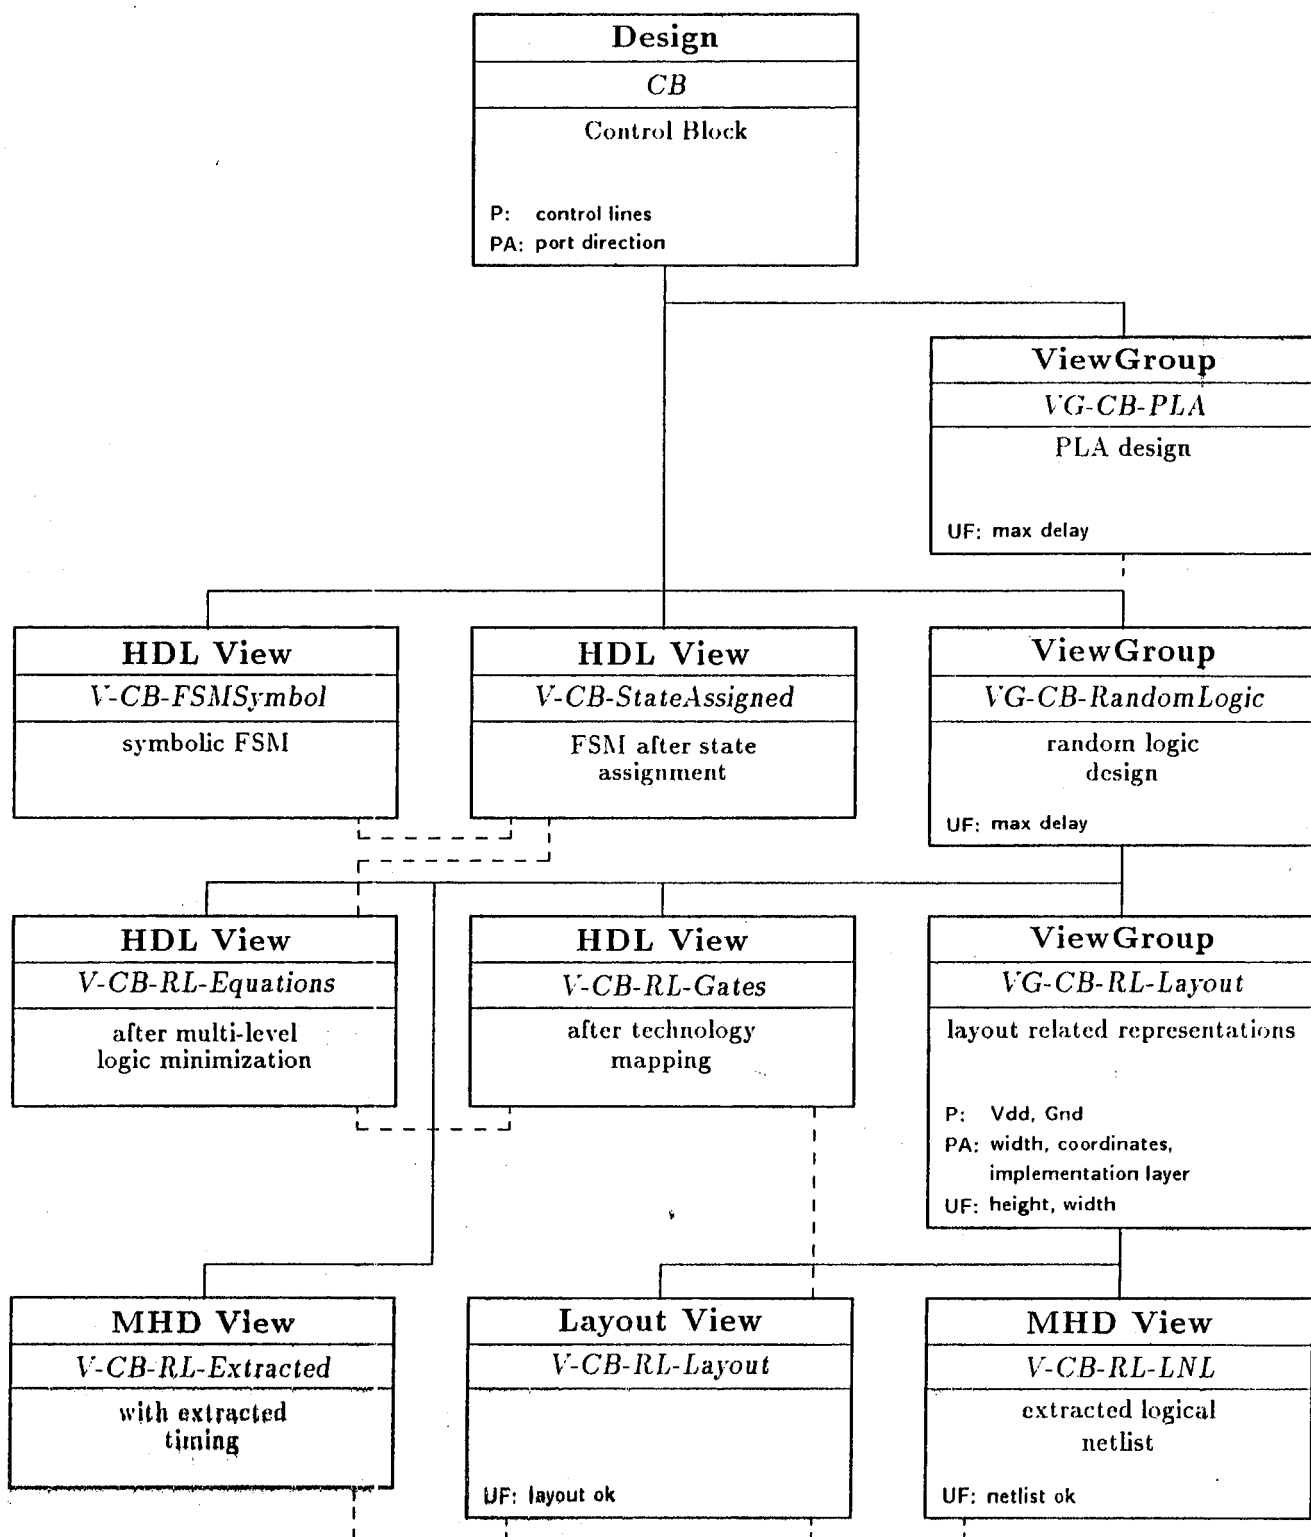 Design
CB
Control Block
P: control lines
PA: port direction
ViewGroup
VG-CB-PLA
PLA design
UF: max delay
HDL View
V-CB-FSMSymbol
symbolic FSM
HDL View
V-CB-StateAssigned
FSM after state
assignment
ViewGroup
VG-CB-RandomLogic
random logic
design
UF: max delay
HDL View
V-CB-RL-Equations
after multi-level
logic minimization
HDL View
V-CB-RL-Gates
after technology
mapping
ViewGroup
VG-CB-RL-Layout
layout related representations
P: Vdd, Gnd
PA: width, coordinates,
implementation layer
UF: height, width
MHD View
V-CB-RL-Extracted
with extracted
timing
Layout View
V-CB-RL-Layout
UF: layout ok
MHD View
V-CB-RL-LNL
extracted logical
netlist
UF: netlist ok